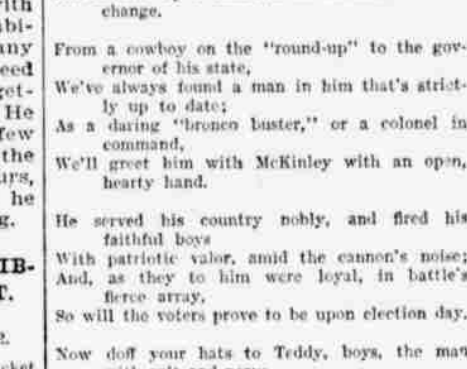 change.
From a cowboy on the "round-up" to the gov-
ernor of his state,
We've always found a man in him that's strict-
ly up to date;
As a daring "bronco buster," or a colonel in
command,
We'll greet him with McKinley with an open,
hearty hand.
He served his country nobly, and fired his
faithful boys
With patriotic valor, amid the cannon's noise;
And, as they to him were loyal, in battle's
fierce array,
So will the voters prove to be upon election day.
Now doff your hats to Teddy, boys, the man